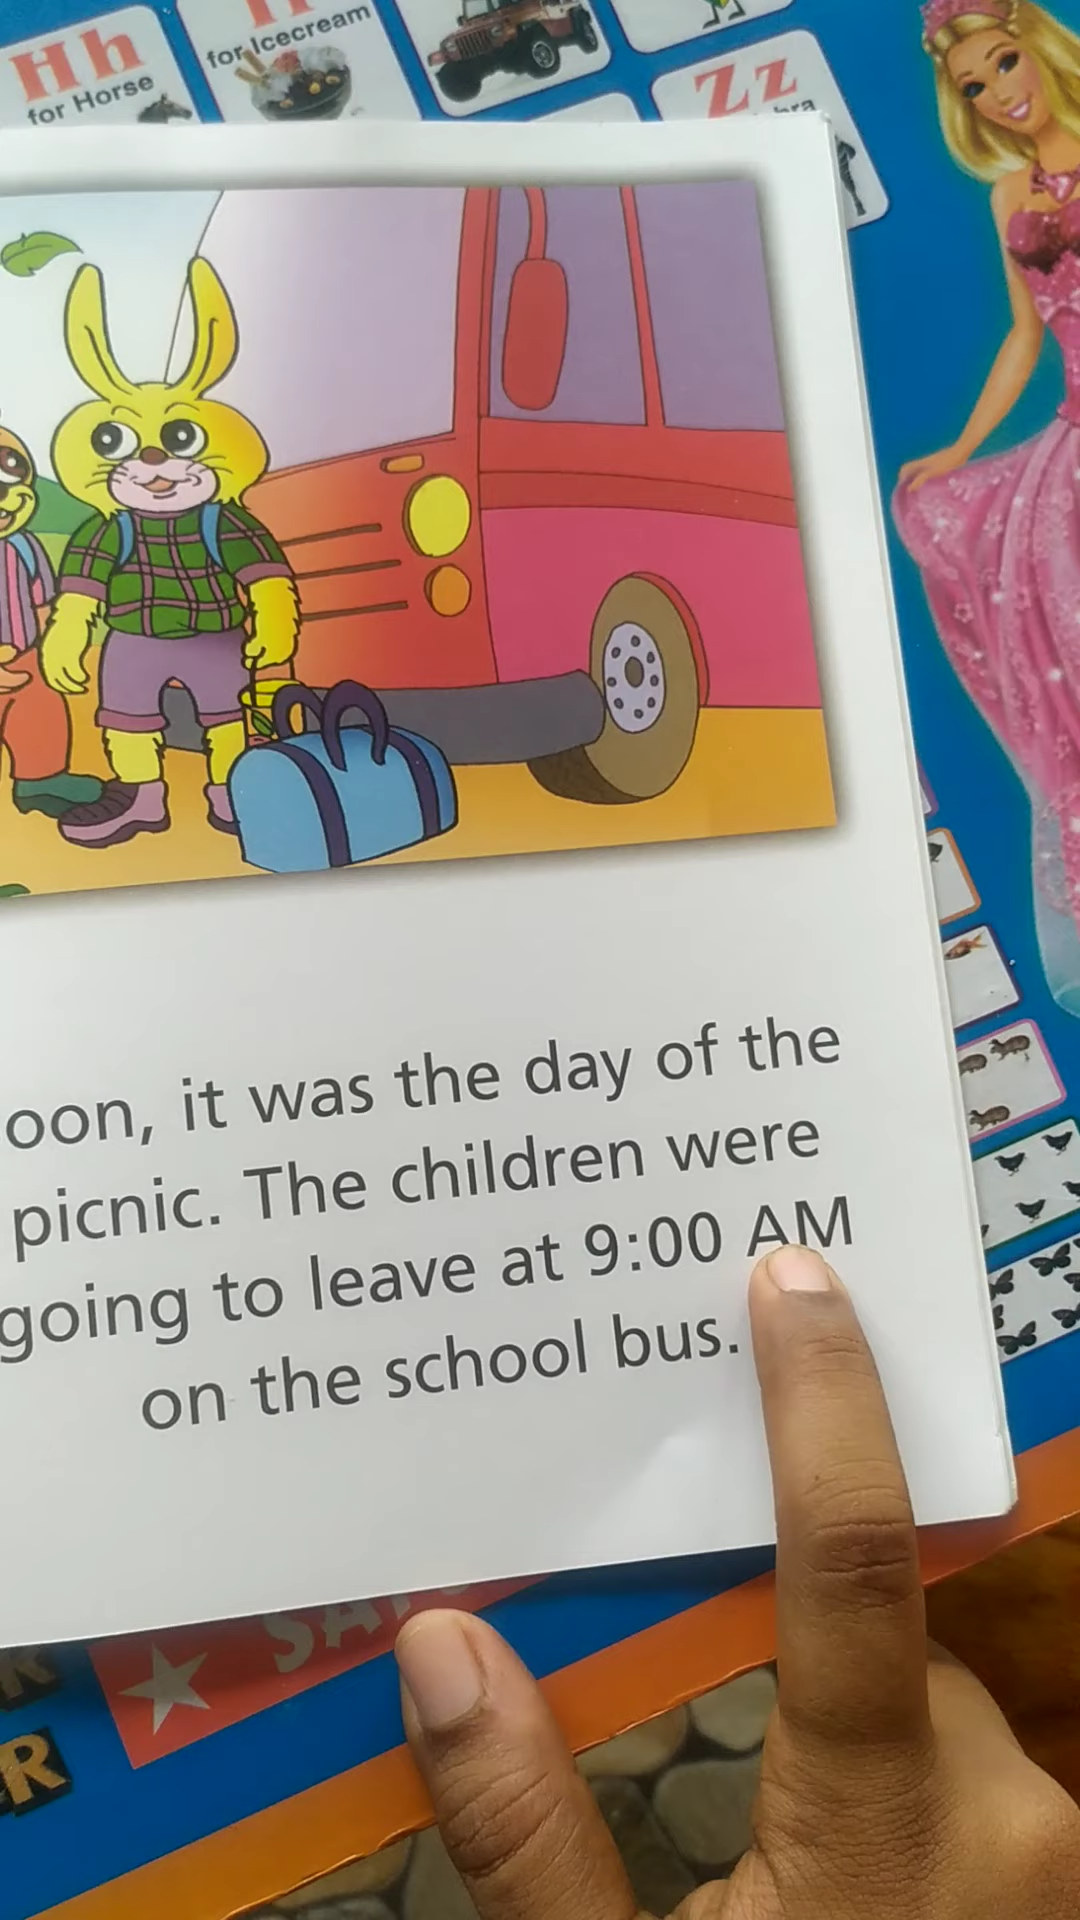 Hh
for Horse
for Icecream
Zz
oon, it was the day of the
picnic. The children were
going to leave at 9:00 AM
on the school bus.